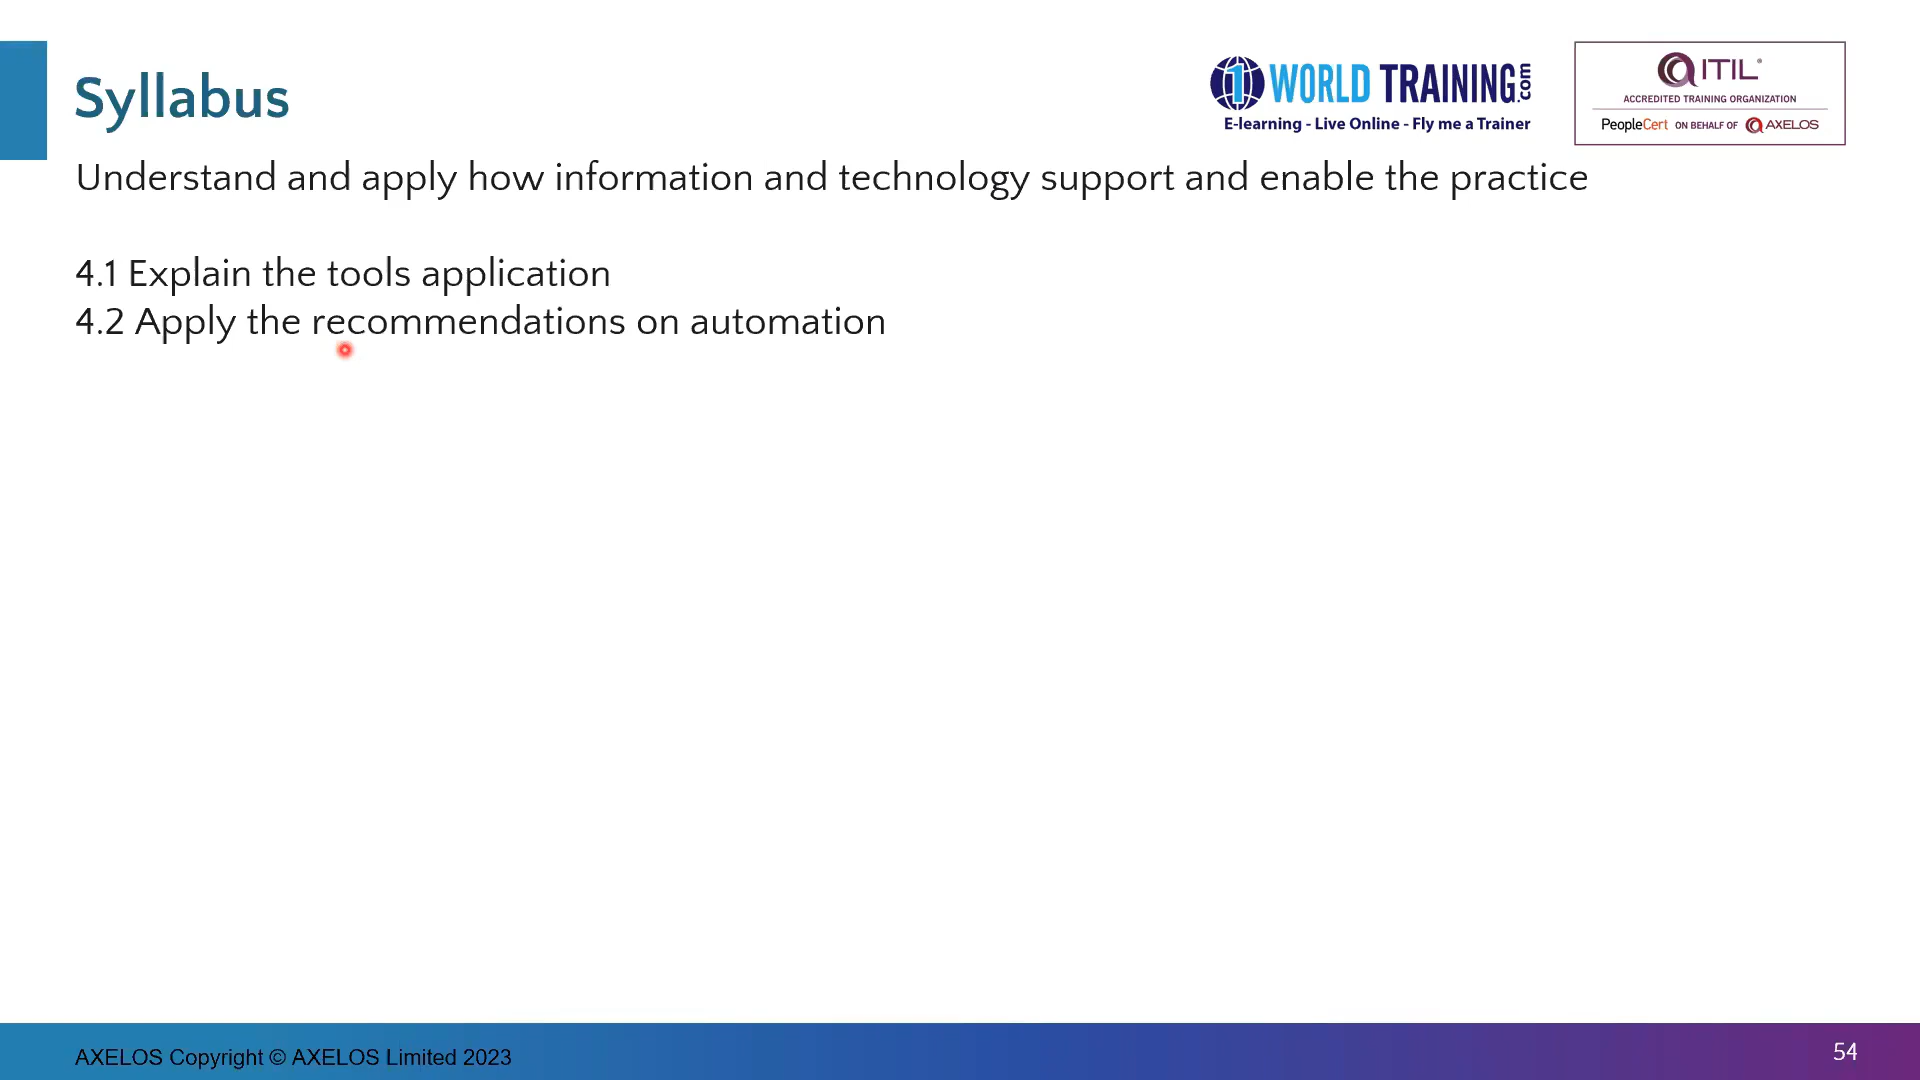 Syllabus
1 WORLD TRAINING .com
E-learning - Live Online - Fly me a Trainer
ITIL®
ACCREDITED TRAINING ORGANIZATION
PeopleCert ON BEHALF OF AXELOS
Understand and apply how information and technology support and enable the practice
4.1 Explain the tools application
4.2 Apply the recommendations on automation
AXELOS Copyright © AXELOS Limited 2023
54